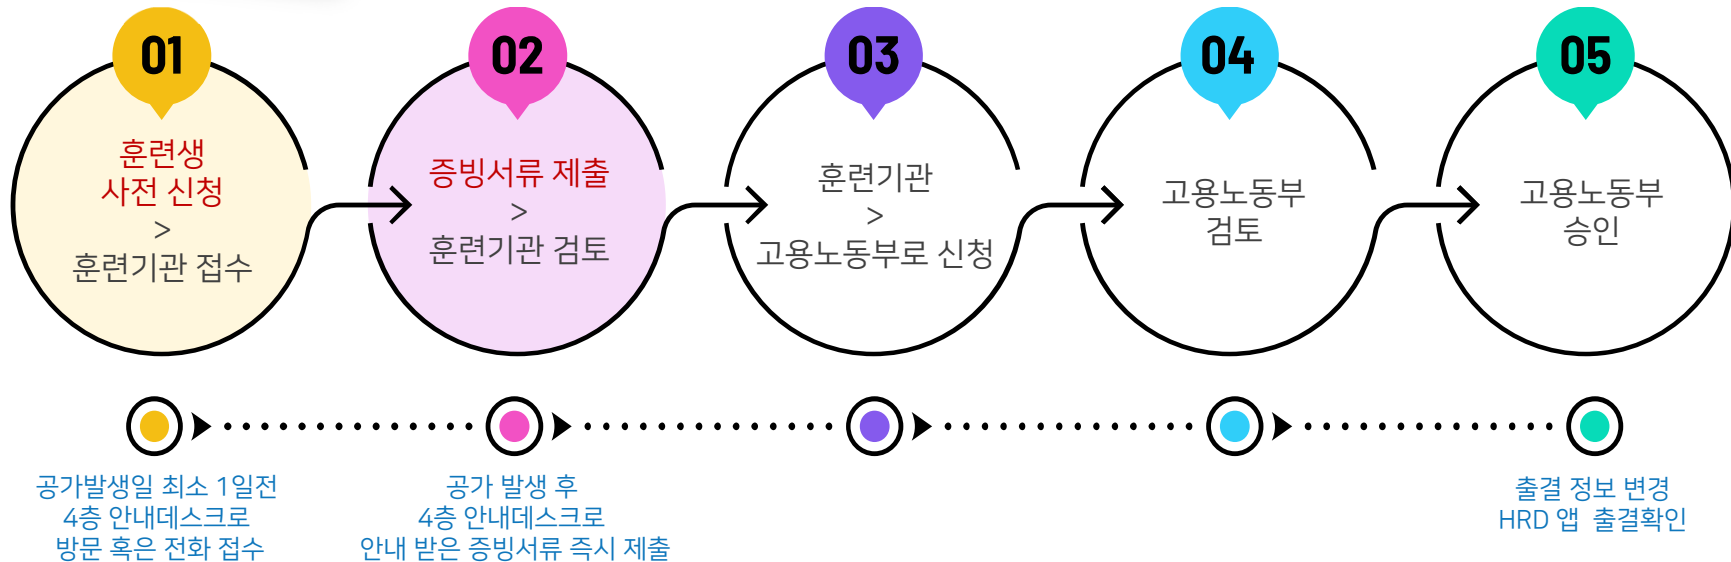 01
훈련생
사전 신청
>
훈련기관 접수
02
증빙서류 제출
>
훈련기관 검토
03
훈련기관
>
고용노동부로 신청
04
고용노동부
검토
05
고용노동부
승인
공가발생일 최소 1일전
4층 안내데스크로
방문 혹은 전화 접수
공가 발생 후
4층 안내데스크로
안내 받은 증빙서류 즉시 제출
출결 정보 변경
HRD 앱 출결확인